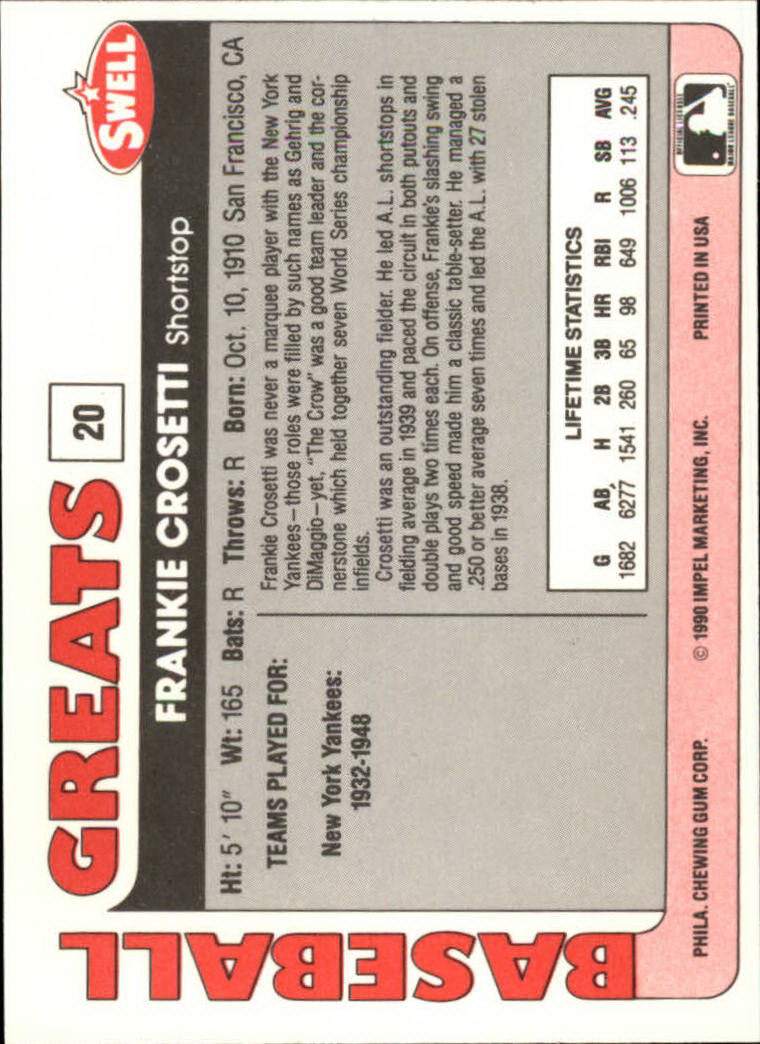 BASEBALL
GREATS
20
SWELL
FRANKIE CROSETTI Shortstop
Ht: 5' 10" Wt: 165 Bats: R Throws: R Born: Oct. 10, 1910 San Francisco, CA
TEAMS PLAYED FOR:
New York Yankees:
1932-1948
Frankie Crosetti was never a marquee player with the New York
Yankees–those roles were filled by such names as Gehrig and
DiMaggio–yet, "The Crow" was a good team leader and the cor-
nerstone which held together seven World Series championship
infields.
Crosetti was an outstanding fielder. He led A.L. shortstops in
fielding average in 1939 and paced the circuit in both putouts and
double plays two times each. On offense, Frankie's slashing swing
and good speed made him a classic table-setter. He managed a
.250 or better average seven times and led the A.L. with 27 stolen
bases in 1938.
LIFETIME STATISTICS
G AB H 2B 3B HR RBI R SB AVG
1682 6277 1541 260 65 98 649 1006 113 .245
PHILA. CHEWING GUM CORP. © 1990 IMPEL MARKETING, INC. PRINTED IN USA
OFFICIAL LICENSEE
MAJOR LEAGUE BASEBALL